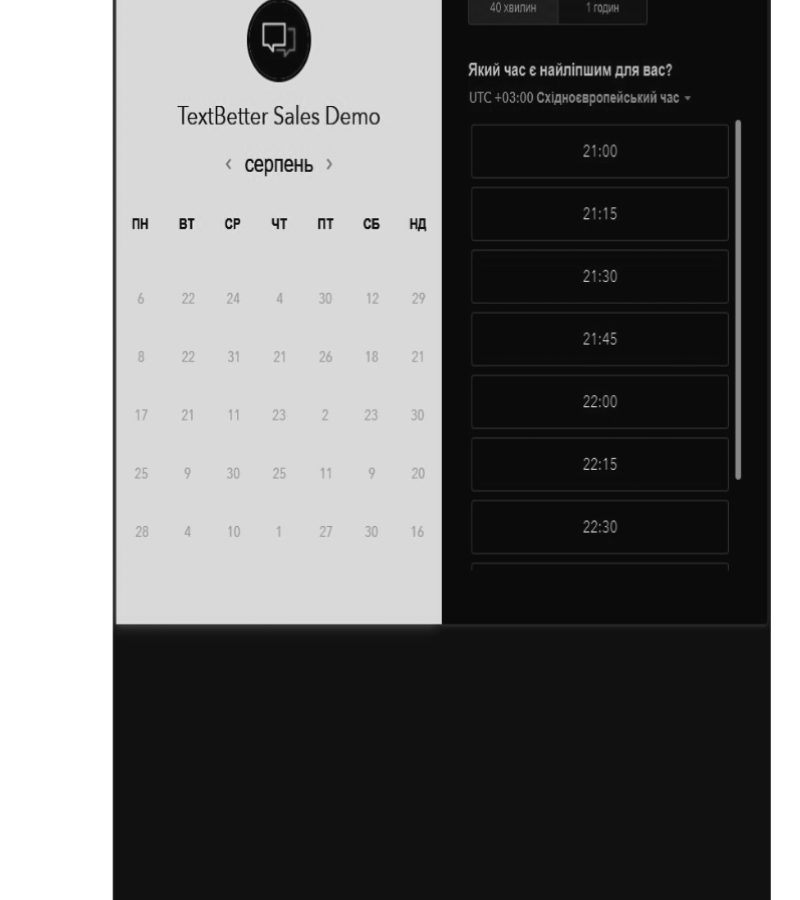 TextBetter Sales Demo
‹ серпень ›
ПН ВТ СР ЧТ ПТ СБ НД
6 22 24 4 30 12 29
8 22 31 21 26 18 21
17 21 11 23 2 23 30
25 9 30 25 11 9 20
28 4 10 1 27 30 16
40 хвилин 1 годин
Який час є найліпшим для вас?
UTC +03:00 Східноєвропейський час
21:00
21:15
21:30
21:45
22:00
22:15
22:30